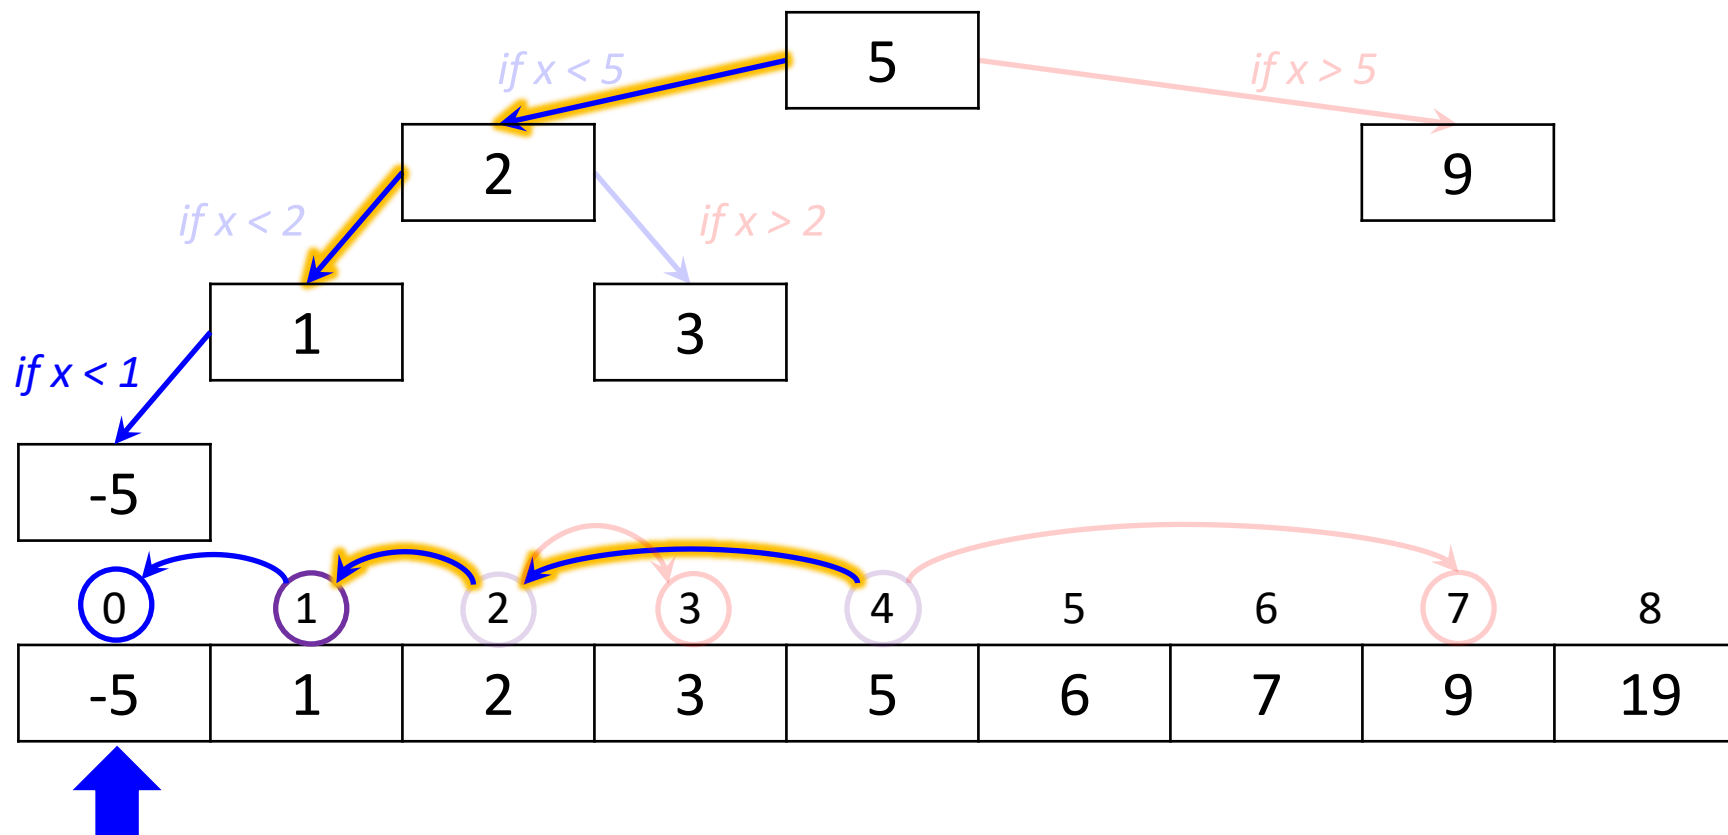 5
if x < 5
if x > 5
2
9
if x < 2
if x > 2
1
3
if x < 1
-5
0 1 2 3 4 5 6 7 8
-5 1 2 3 5 6 7 9 19